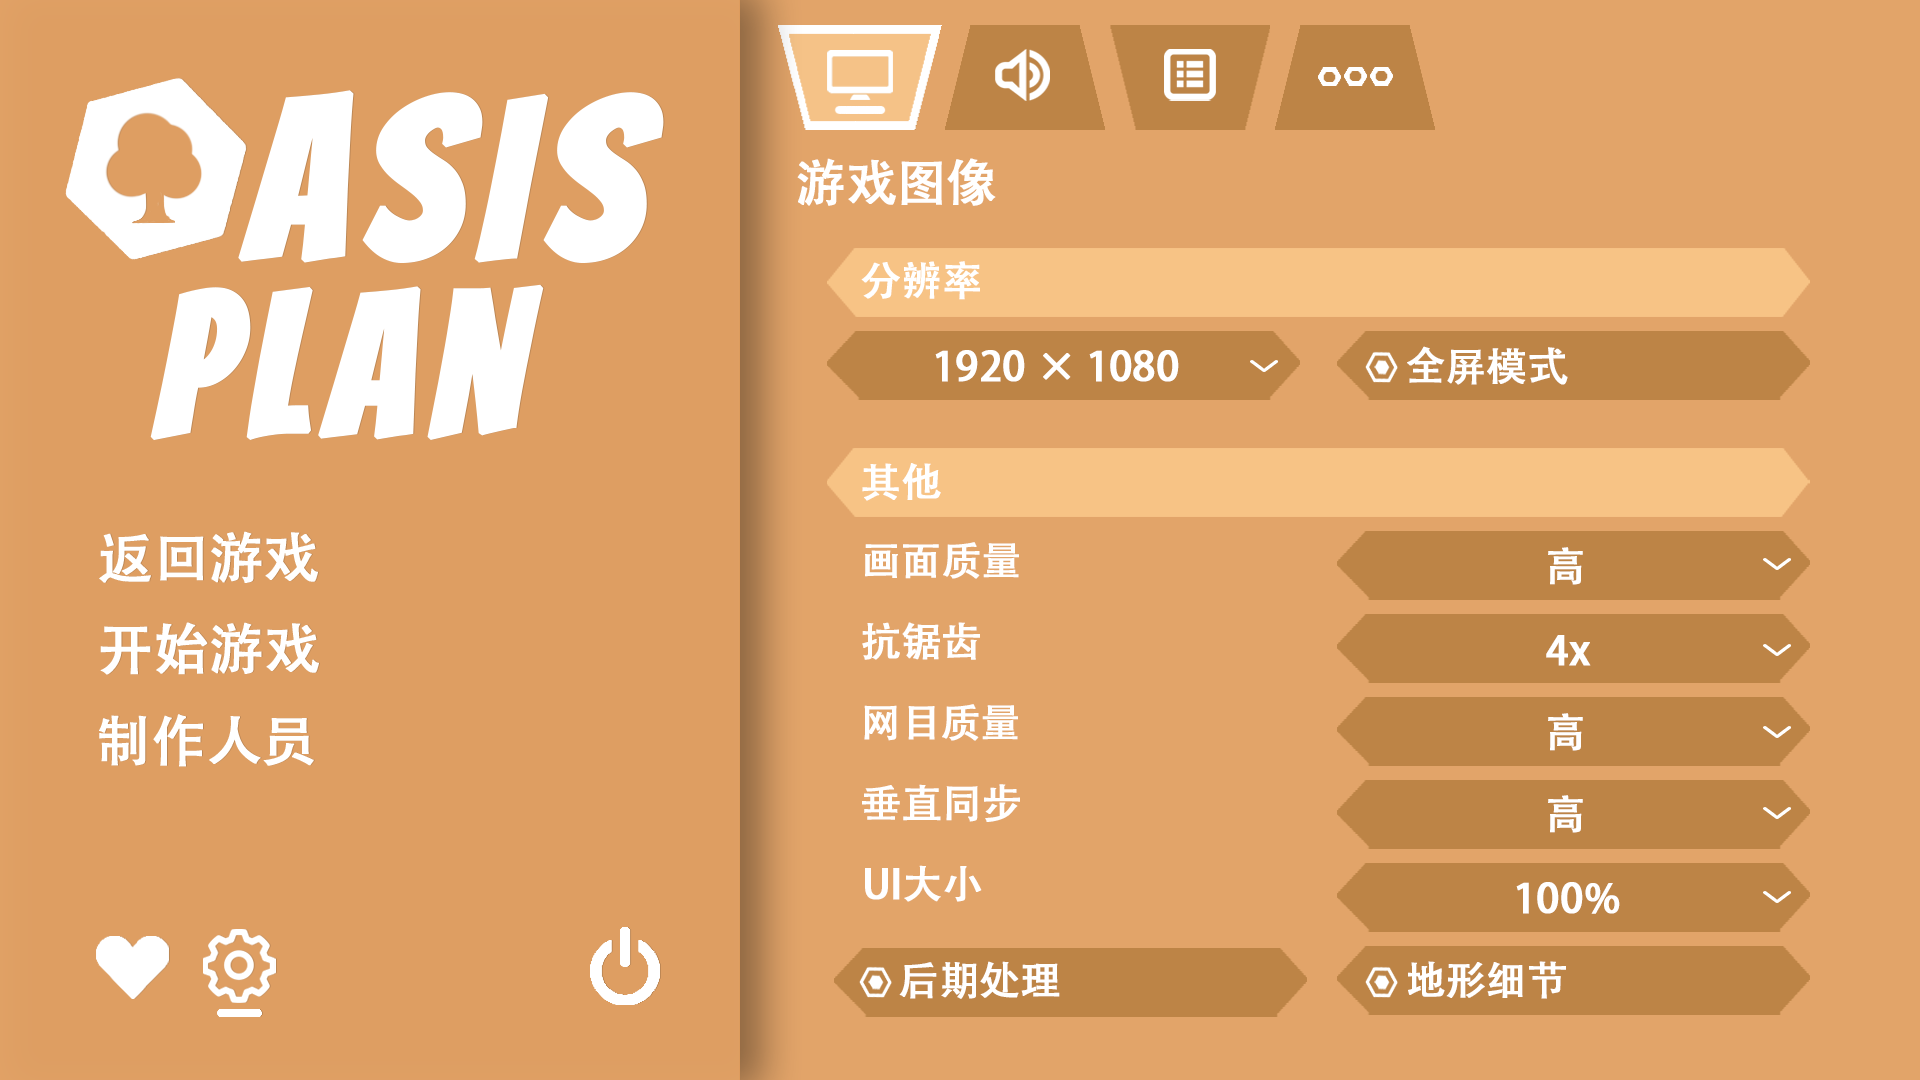 OASIS
PLAN
返回游戏
开始游戏
制作人员
游戏图像
分辨率
1920 × 1080
全屏模式
其他
画面质量
高
抗锯齿
4x
网目质量
高
垂直同步
高
UI大小
100%
后期处理
地形细节